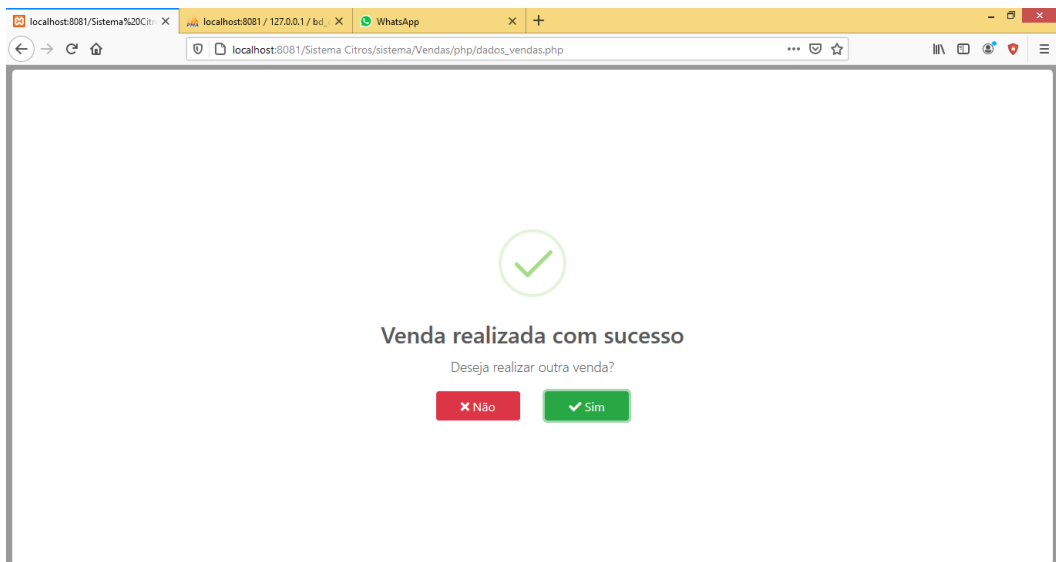 localhost:8081/Sistema%20Citr
localhost:8081 / 127.0.0.1 / bd_
WhatsApp
localhost:8081/Sistema Citros/sistema/Vendas/php/dados_vendas.php
Venda realizada com sucesso
Deseja realizar outra venda?
Não
Sim